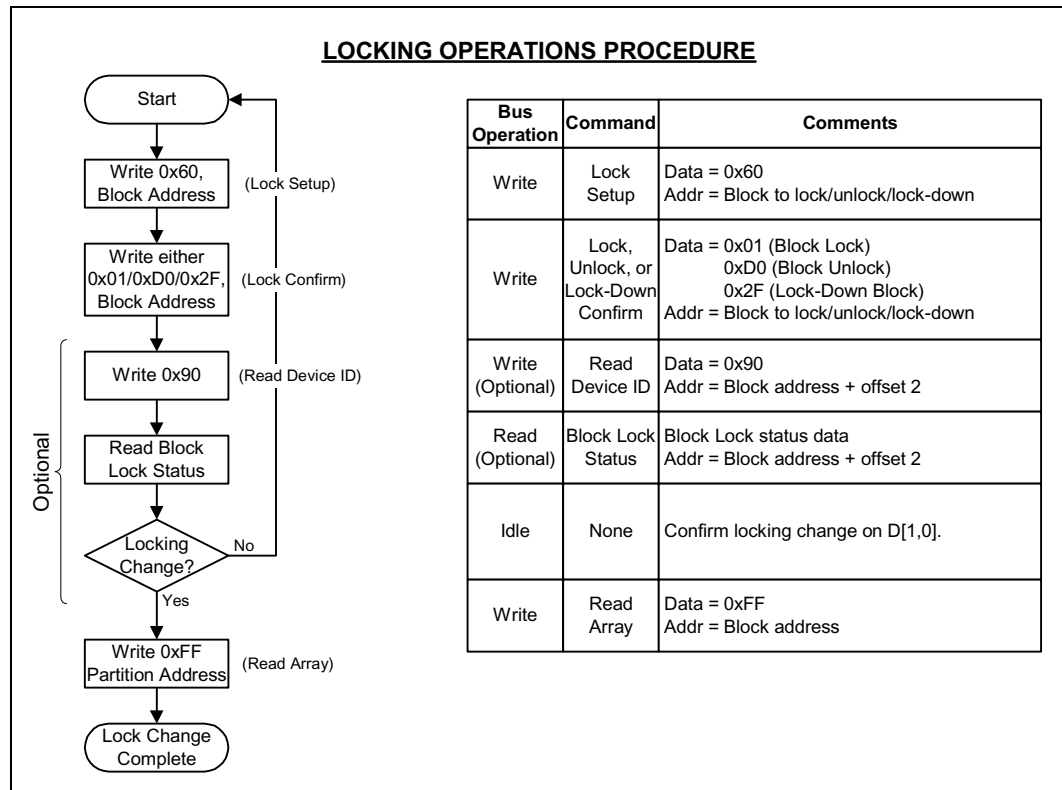 LOCKING OPERATIONS PROCEDURE
Start
Write 0x60,
Block Address
(Lock Setup)
Write either
0x01/0xD0/0x2F,
Block Address
(Lock Confirm)
Optional
Write 0x90
(Read Device ID)
Read Block
Lock Status
Locking
Change?
No
Yes
Write 0xFF
Partition Address
(Read Array)
Lock Change
Complete
Bus
Operation
Command
Comments
Write
Lock
Setup
Data = 0x60
Addr = Block to lock/unlock/lock-down
Write
Lock,
Unlock, or
Lock-Down
Confirm
Data = 0x01 (Block Lock)
0xD0 (Block Unlock)
0x2F (Lock-Down Block)
Addr = Block to lock/unlock/lock-down
Write
(Optional)
Read
Device ID
Data = 0x90
Addr = Block address + offset 2
Read
(Optional)
Block Lock
Status
Block Lock status data
Addr = Block address + offset 2
Idle
None
Confirm locking change on D[1,0].
Write
Read
Array
Data = 0xFF
Addr = Block address